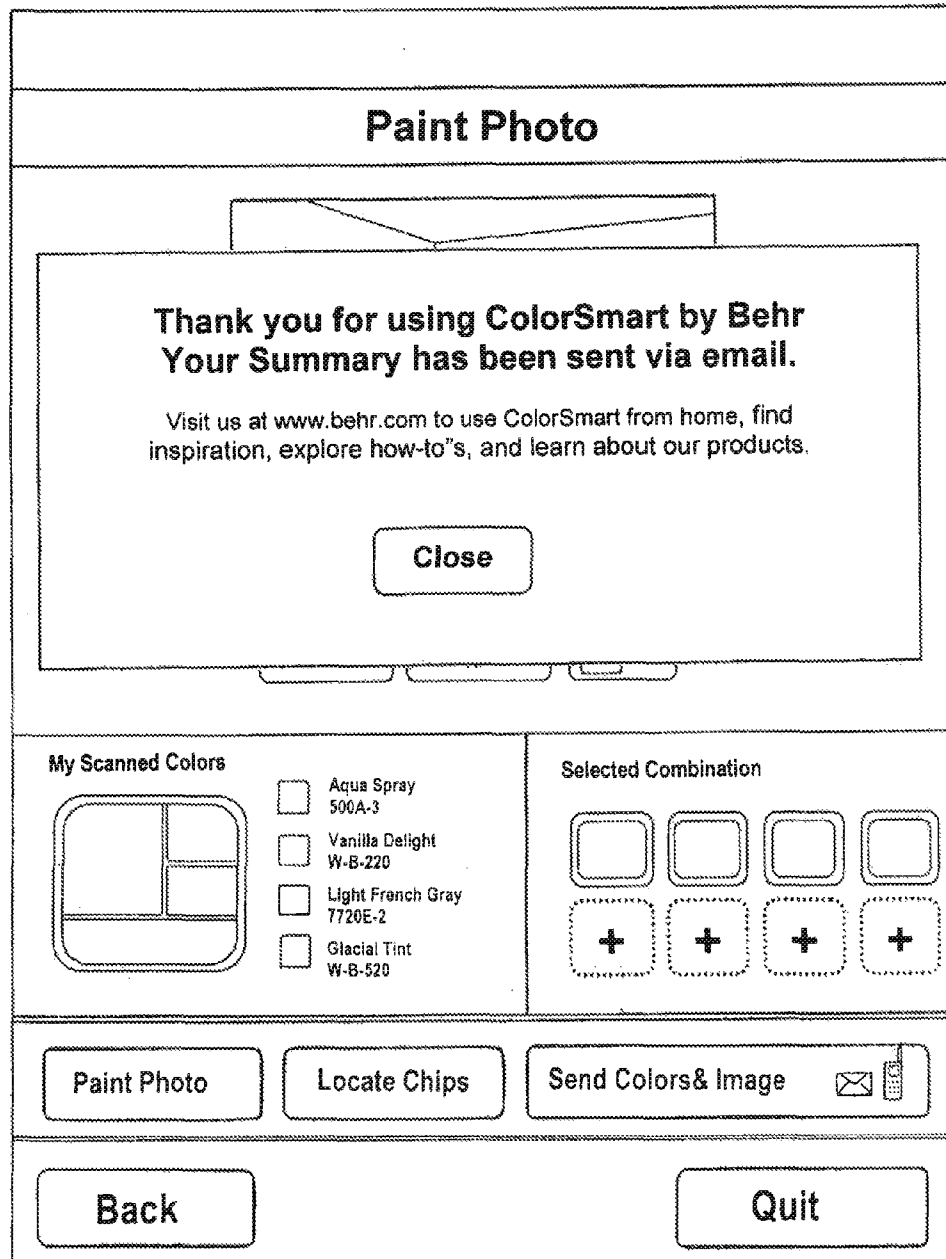 Paint Photo
Thank you for using ColorSmart by Behr
Your Summary has been sent via email.
Visit us at www.behr.com to use ColorSmart from home, find
inspiration, explore how-to"s, and learn about our products.
Close
My Scanned Colors
Aqua Spray
500A-3
Vanilla Delight
W-B-220
Light French Gray
7720E-2
Glacial Tint
W-B-520
Selected Combination
+ + + +
Paint Photo
Locate Chips
Send Colors& Image
Back
Quit